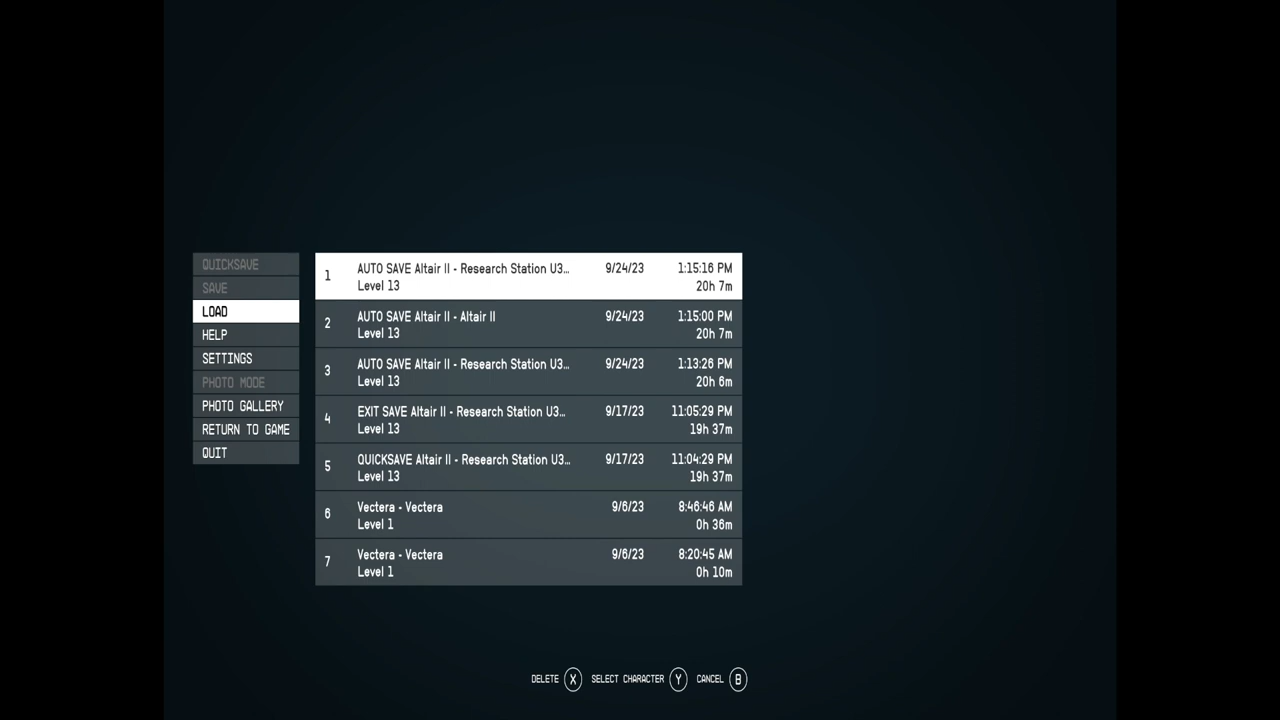 QUICKSAVE
SAVE
LOAD
HELP
SETTINGS
PHOTO MODE
PHOTO GALLERY
RETURN TO GAME
QUIT
1 AUTO SAVE Altair II - Research Station U3... 9/24/23 1:15:16 PM
Level 13 20h 7m
2 AUTO SAVE Altair II - Altair II 9/24/23 1:15:00 PM
Level 13 20h 7m
3 AUTO SAVE Altair II - Research Station U3... 9/24/23 1:13:26 PM
Level 13 20h 6m
4 EXIT SAVE Altair II - Research Station U3... 9/17/23 11:05:29 PM
Level 13 19h 37m
5 QUICKSAVE Altair II - Research Station U3... 9/17/23 11:04:29 PM
Level 13 19h 37m
6 Vectera - Vectera 9/6/23 8:46:46 AM
Level 1 0h 36m
7 Vectera - Vectera 9/6/23 8:20:45 AM
Level 1 0h 10m
DELETE X SELECT CHARACTER Y CANCEL B